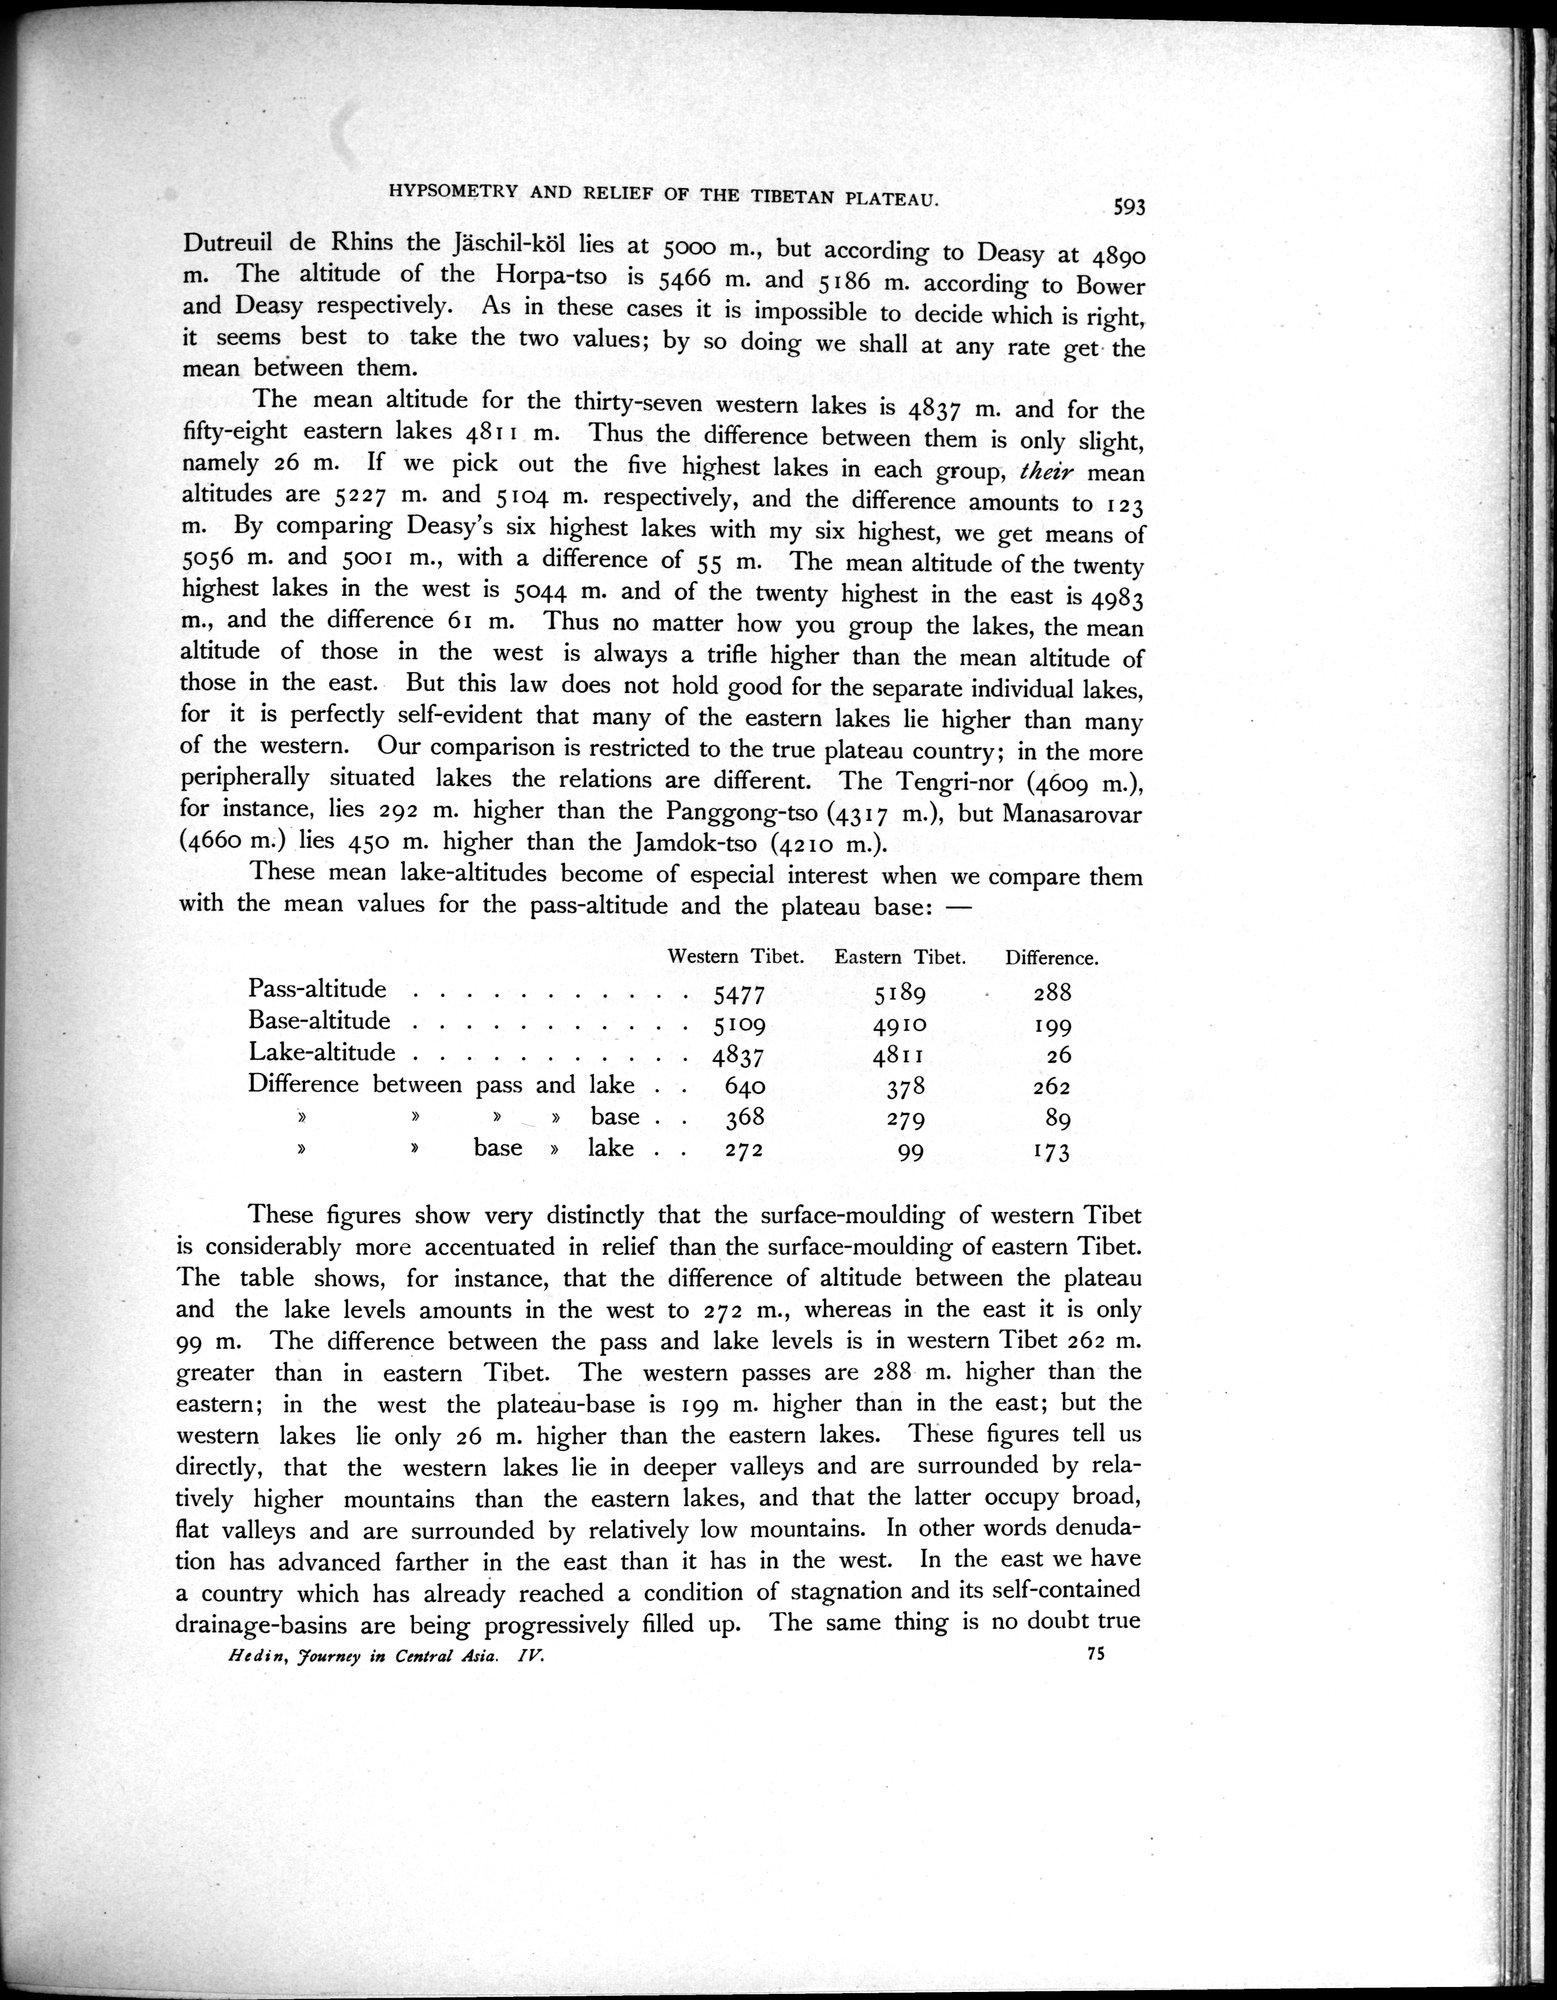 HYPSOMETRY AND RELIEF OF THE TIBETAN PLATEAU. 593
Dutreuil de Rhins the Jäschil-köl lies at 5000 m., but according to Deasy at 4890
m. The altitude of the Horpa-tso is 5466 m. and 5186 m. according to Bower
and Deasy respectively. As in these cases it is impossible to decide which is right,
it seems best to take the two values; by so doing we shall at any rate get the
mean between them.
The mean altitude for the thirty-seven western lakes is 4837 m. and for the
fifty-eight eastern lakes 4811 m. Thus the difference between them is only slight,
namely 26 m. If we pick out the five highest lakes in each group, their mean
altitudes are 5227 m. and 5104 m. respectively, and the difference amounts to 123
m. By comparing Deasy's six highest lakes with my six highest, we get means of
5056 m. and 5001 m., with a difference of 55 m. The mean altitude of the twenty
highest lakes in the west is 5044 m. and of the twenty highest in the east is 4983
m., and the difference 61 m. Thus no matter how you group the lakes, the mean
altitude of those in the west is always a trifle higher than the mean altitude of
those in the east. But this law does not hold good for the separate individual lakes,
for it is perfectly self-evident that many of the eastern lakes lie higher than many
of the western. Our comparison is restricted to the true plateau country; in the more
peripherally situated lakes the relations are different. The Tengri-nor (4609 m.),
for instance, lies 292 m. higher than the Panggong-tso (4317 m.), but Manasarovar
(4660 m.) lies 450 m. higher than the Jamdok-tso (4210 m.).
These mean lake-altitudes become of especial interest when we compare them
with the mean values for the pass-altitude and the plateau base: —
Western Tibet. Eastern Tibet. Difference.
Pass-altitude . . . . . . . . . . . 5477 5189 288
Base-altitude . . . . . . . . . . . 5109 4910 199
Lake-altitude . . . . . . . . . . . 4837 4811 26
Difference between pass and lake . . 640 378 262
» » » » base . . 368 279 89
» » base » lake . . 272 99 173
These figures show very distinctly that the surface-moulding of western Tibet
is considerably more accentuated in relief than the surface-moulding of eastern Tibet.
The table shows, for instance, that the difference of altitude between the plateau
and the lake levels amounts in the west to 272 m., whereas in the east it is only
99 m. The difference between the pass and lake levels is in western Tibet 262 m.
greater than in eastern Tibet. The western passes are 288 m. higher than the
eastern; in the west the plateau-base is 199 m. higher than in the east; but the
western lakes lie only 26 m. higher than the eastern lakes. These figures tell us
directly, that the western lakes lie in deeper valleys and are surrounded by rela-
tively higher mountains than the eastern lakes, and that the latter occupy broad,
flat valleys and are surrounded by relatively low mountains. In other words denuda-
tion has advanced farther in the east than it has in the west. In the east we have
a country which has already reached a condition of stagnation and its self-contained
drainage-basins are being progressively filled up. The same thing is no doubt true
Hedin, Journey in Central Asia. IV. 75